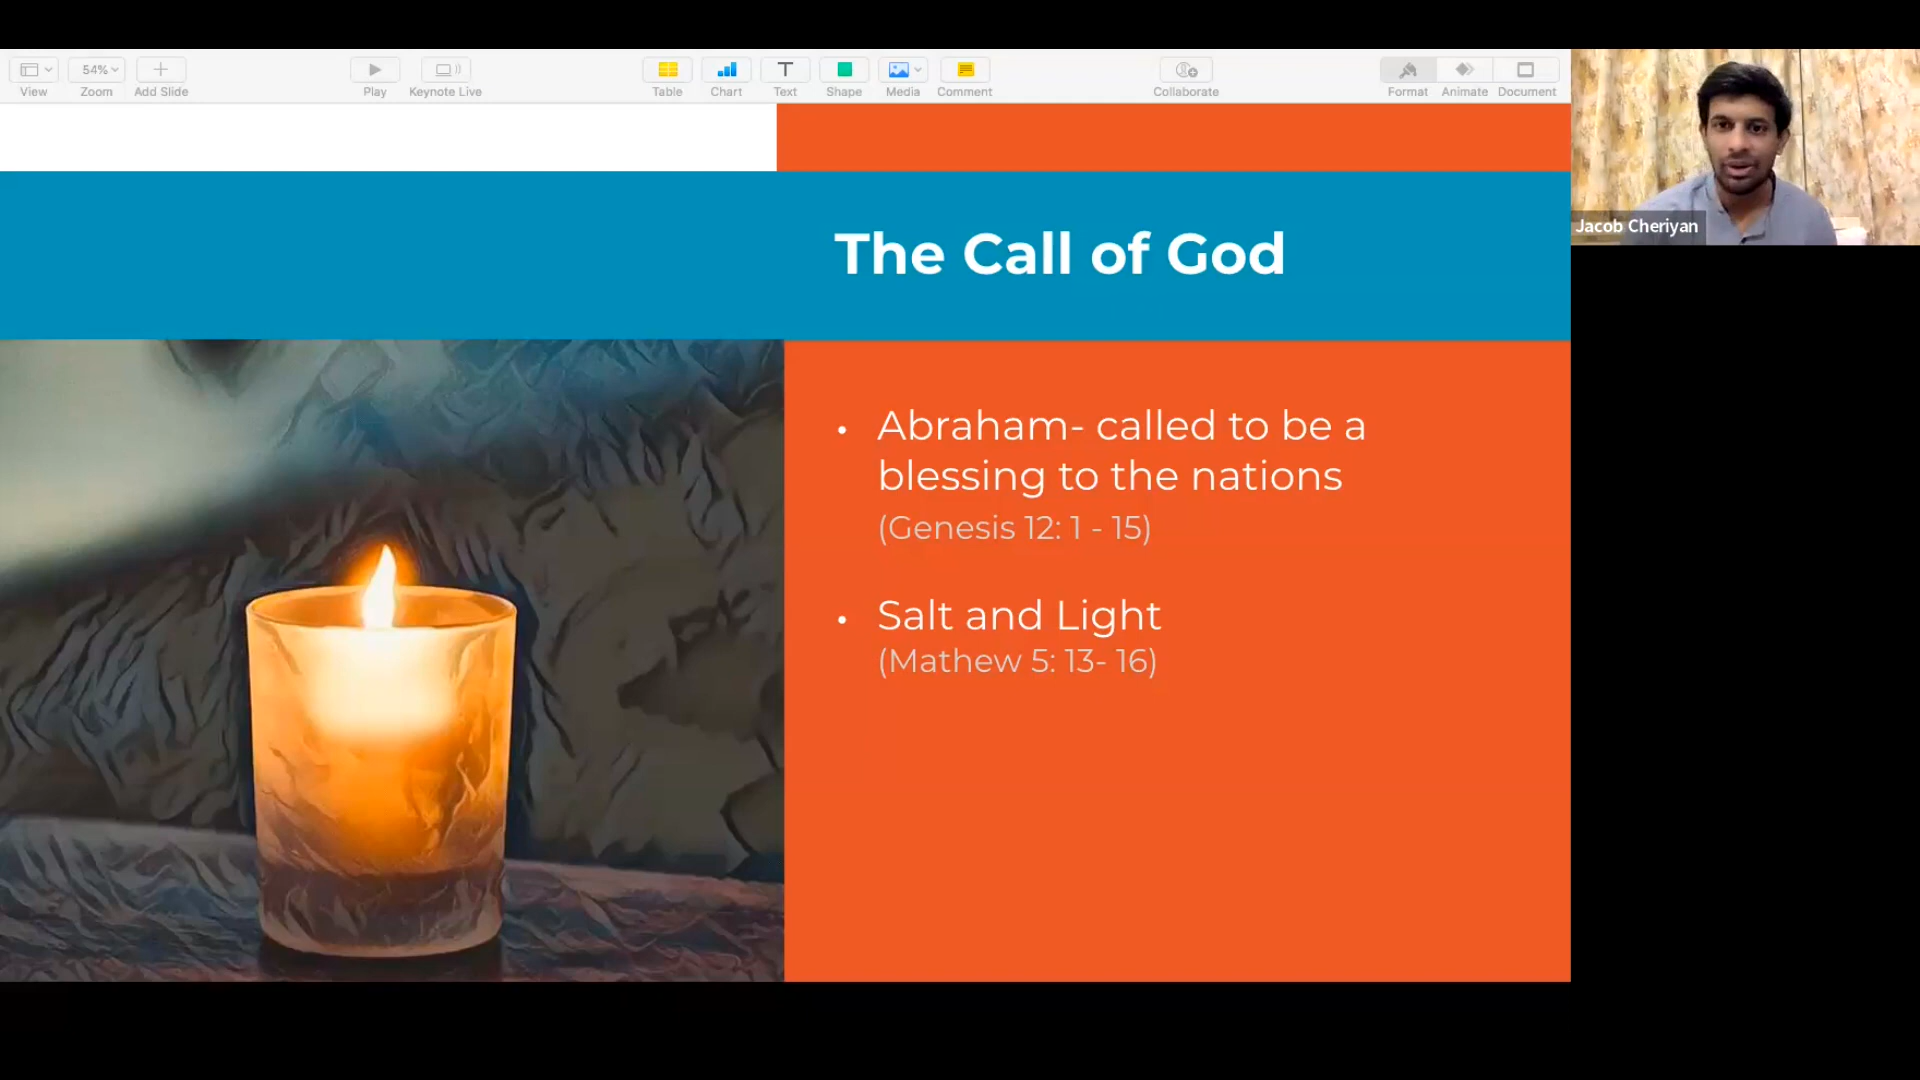 54%
View
Zoom
Add Slide
Play
Keynote Live
Table
Chart
Text
Shape
Media
Comment
Collaborate
Format
Animate
Document
Jacob Cheriyan
The Call of God
• Abraham- called to be a
blessing to the nations
(Genesis 12: 1 - 15)
• Salt and Light
(Mathew 5: 13- 16)